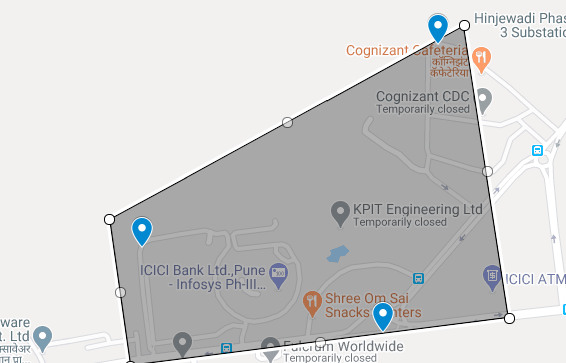 Hinjewadi Phas
3 Substatio
Cognizant Cafeteria
कॉग्निझंट
कॅफेटेरिया
Cognizant CDC
Temporarily closed
KPIT Engineering Ltd
Temporarily closed
ICICI Bank Ltd.,Pune
- Infosys Ph-III...
ICICI ATM
Shree Om Sai
Snacks Centers
ware
t. Ltd
Fulcrum Worldwide
Temporarily closed